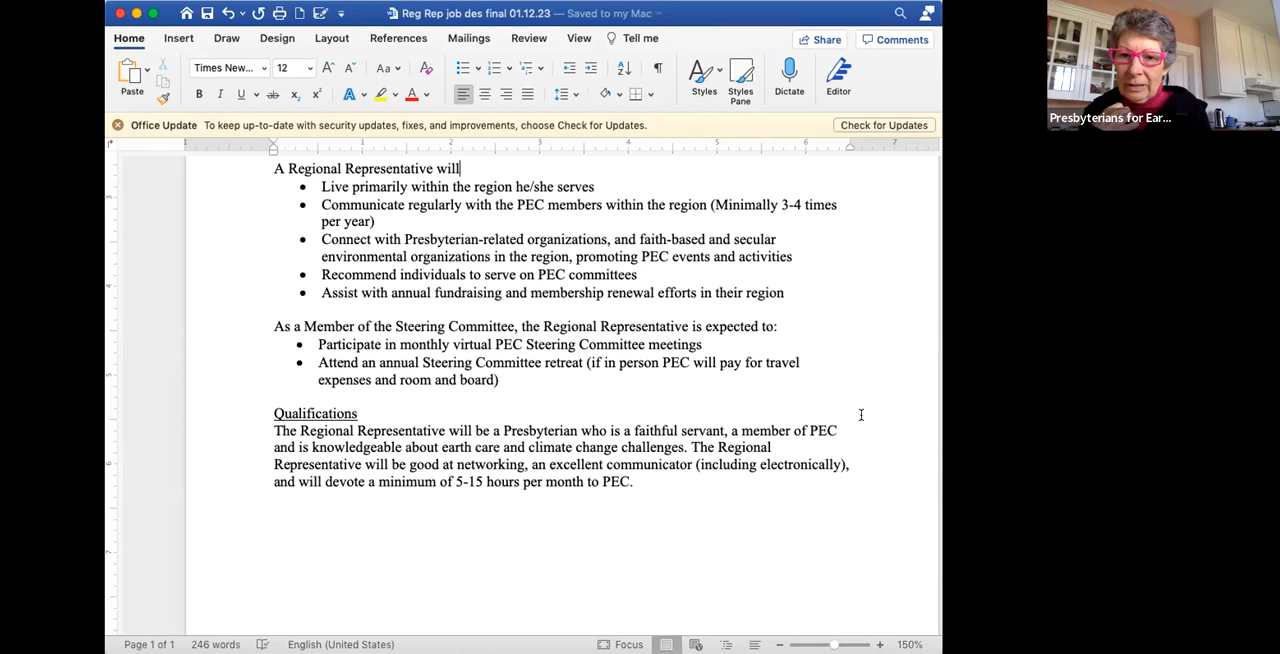 Reg Rep job des final 01.12.23 — Saved to my Mac
Home Insert Draw Design Layout References Mailings Review View Tell me Share Comments
Paste
Times New... 12 Aa
Styles
Styles Pane
Dictate
Editor
Office Update To keep up-to-date with security updates, fixes, and improvements, choose Check for Updates. Check for Updates
1 1 2 3 4 5 6 7
A Regional Representative will
• Live primarily within the region he/she serves
• Communicate regularly with the PEC members within the region (Minimally 3-4 times
per year)
• Connect with Presbyterian-related organizations, and faith-based and secular
environmental organizations in the region, promoting PEC events and activities
• Recommend individuals to serve on PEC committees
• Assist with annual fundraising and membership renewal efforts in their region
As a Member of the Steering Committee, the Regional Representative is expected to:
• Participate in monthly virtual PEC Steering Committee meetings
• Attend an annual Steering Committee retreat (if in person PEC will pay for travel
expenses and room and board)
Qualifications
The Regional Representative will be a Presbyterian who is a faithful servant, a member of PEC
and is knowledgeable about earth care and climate change challenges. The Regional
Representative will be good at networking, an excellent communicator (including electronically),
and will devote a minimum of 5-15 hours per month to PEC.
Page 1 of 1 246 words English (United States) Focus 150%
Presbyterians for Ear...